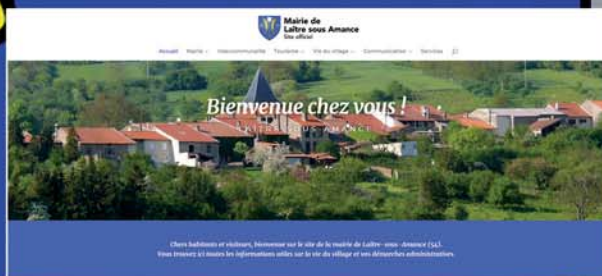 Mairie de
Laître sous Amance
Site officiel
Accueil Mairie Intercommunalité Tourisme Vie du village Communication Services
Bienvenue chez vous !
LAÎTRE SOUS AMANCE
Chers habitants et visiteurs, bienvenue sur le site de la mairie de Laître-sous-Amance (54).
Vous trouvez ici toutes les informations utiles sur la vie du village et vos démarches administratives.